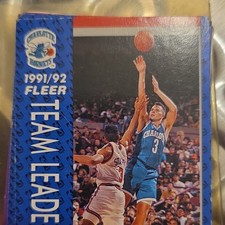 CHARLOTTE
HORNETS
1991/92
FLEER
TEAM LEADE
CHARLOTTE
3